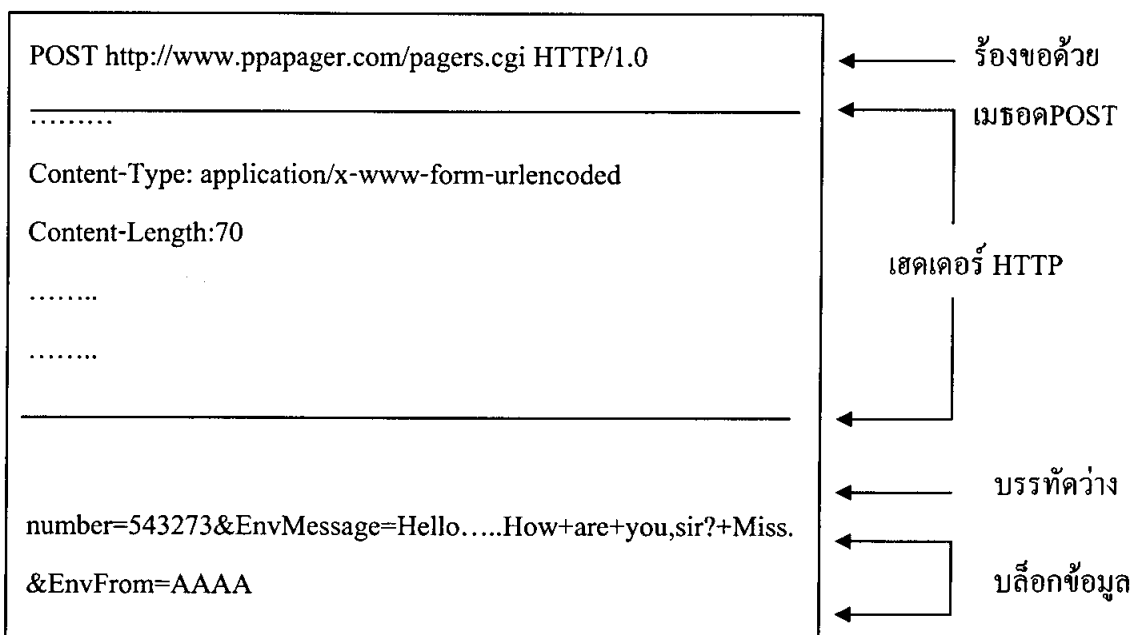 POST http://www.ppapager.com/pagers.cgi HTTP/1.0
ร้องขอด้วย
เมธอดPOST
………
Content-Type: application/x-www-form-urlencoded
Content-Length:70
เฮดเดอร์ HTTP
……..
……..
บรรทัดว่าง
number=543273&EnvMessage=Hello…..How+are+you,sir?+Miss.
&EnvFrom=AAAA
บล็อกข้อมูล